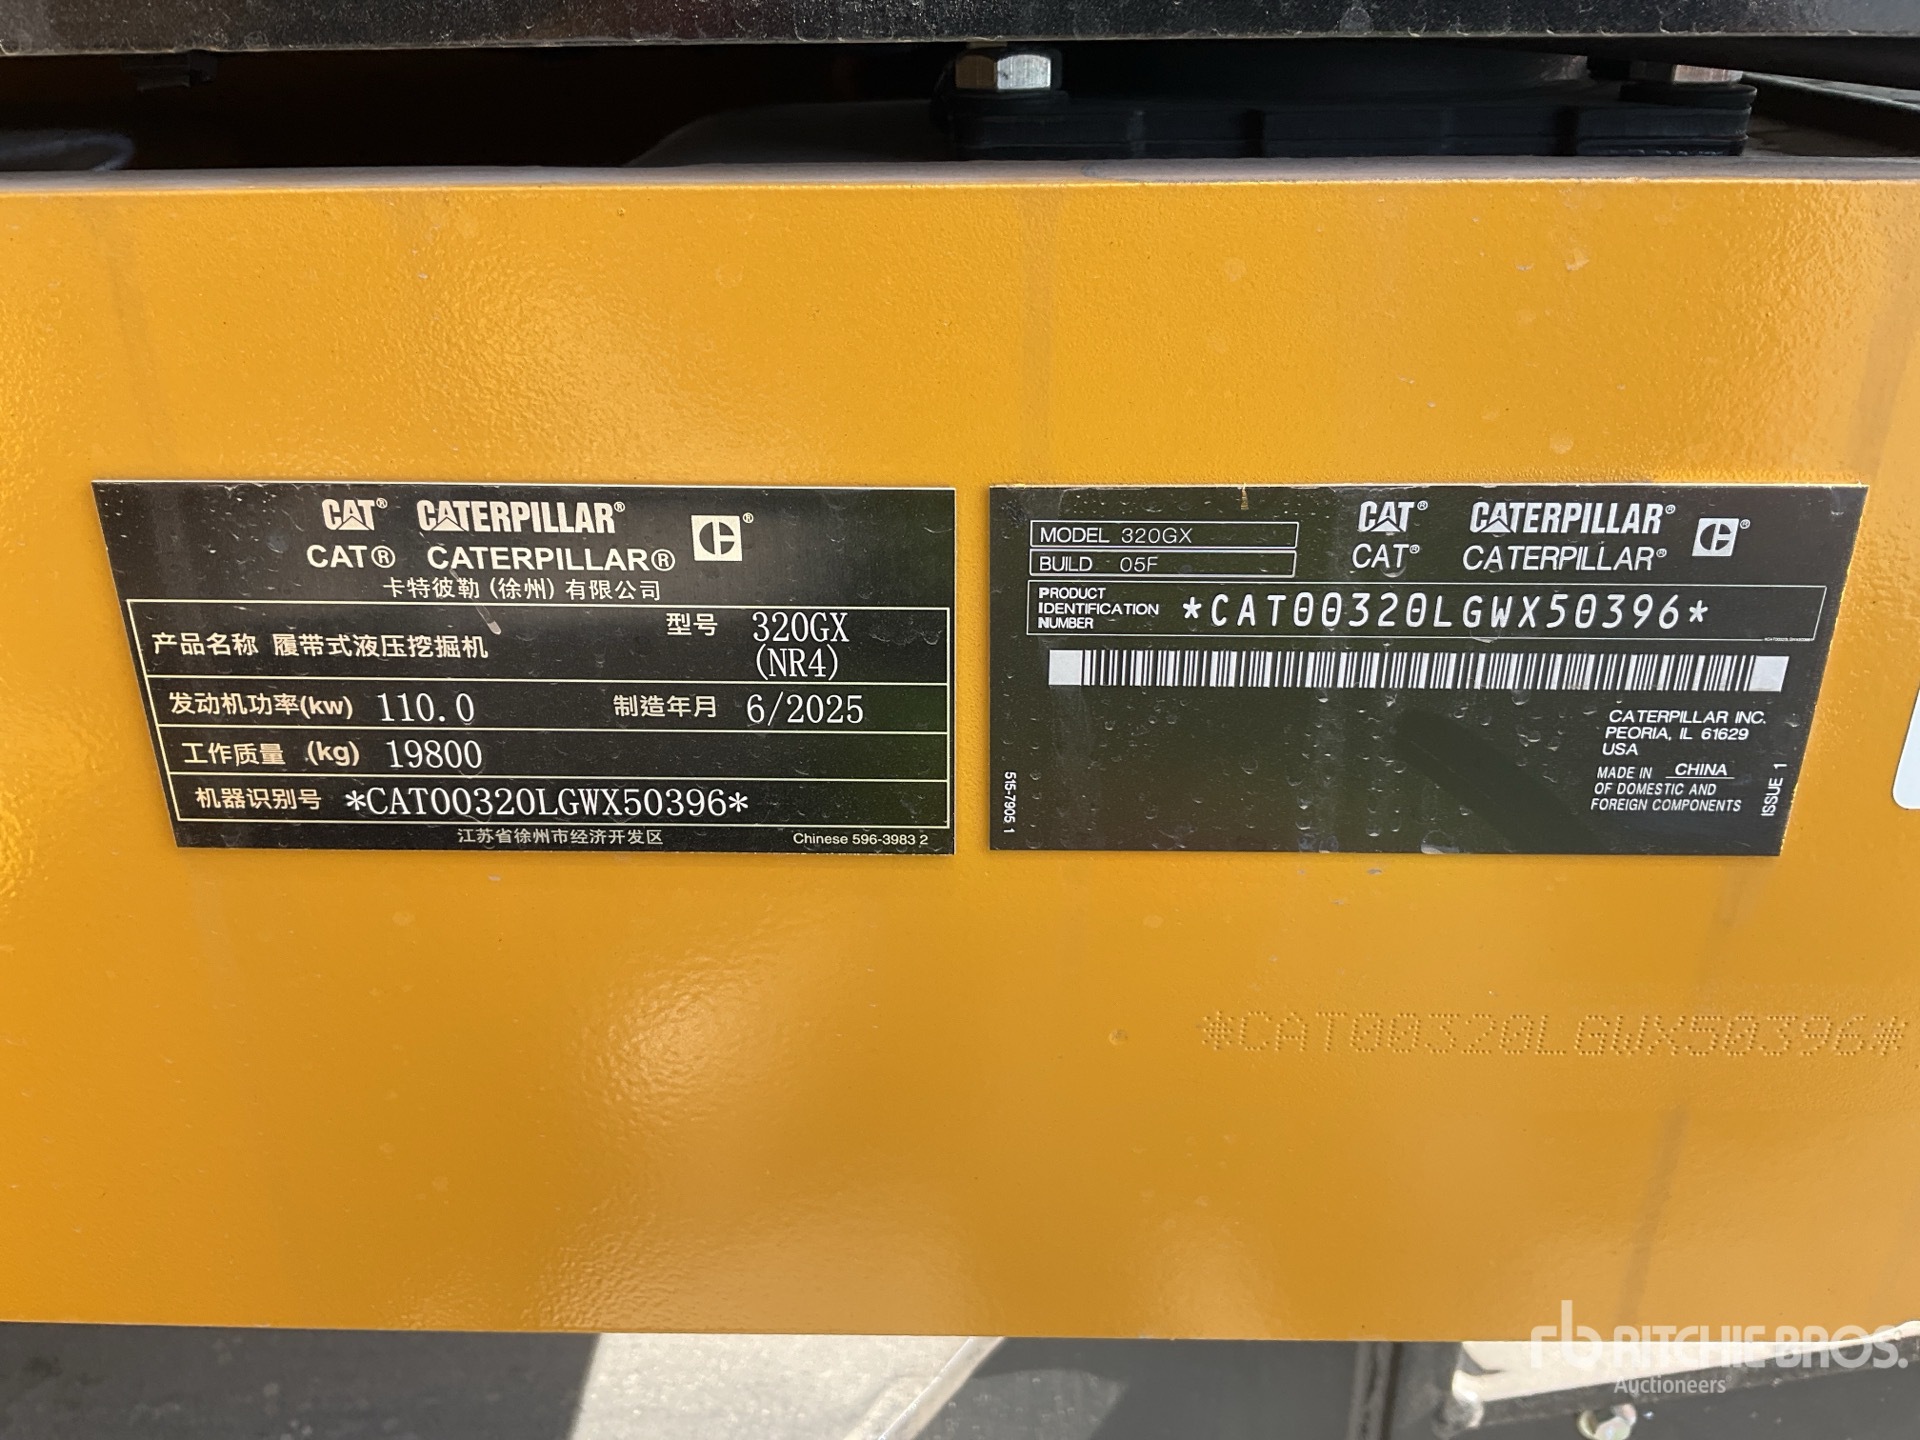 CAT® CATERPILLAR®
CAT® CATERPILLAR®
卡特彼勒 (徐州) 有限公司
产品名称 履带式液压挖掘机 型号 320GX
(NR4)
发动机功率(kw) 110.0 制造年月 6/2025
工作质量 (kg) 19800
机器识别号 *CAT00320LGWX50396*
江苏省徐州市经济开发区 Chinese 596-3983 2
MODEL 320GX
BUILD 05F
CAT® CATERPILLAR®
CAT® CATERPILLAR®
PRODUCT
IDENTIFICATION
NUMBER
*CAT00320LGWX50396*
CATERPILLAR INC.
PEORIA, IL 61629
USA
MADE IN CHINA
OF DOMESTIC AND
FOREIGN COMPONENTS
515-7905 1
ISSUE 1
*CAT00320LGWX50396*
rb RITCHIE BROS.
Auctioneers